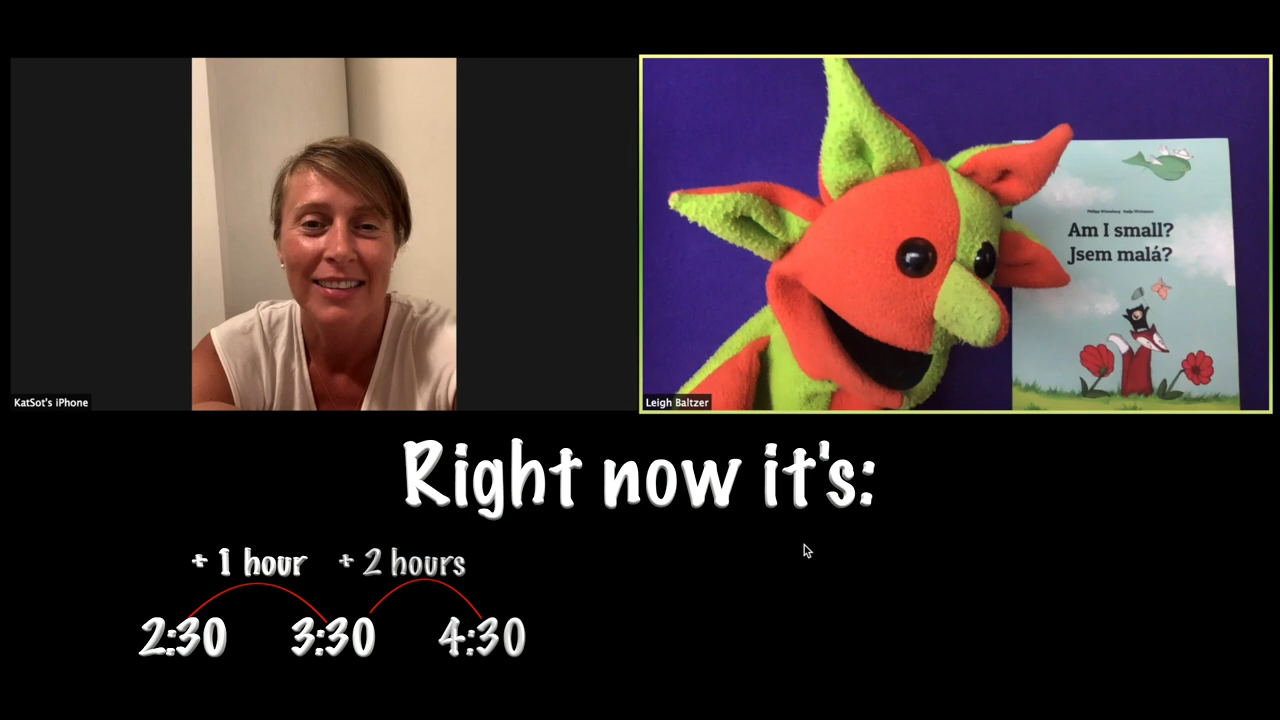 KatSot's iPhone
Leigh Baltzer
Am I small?
Jsem malá?
Right now it's:
+ 1 hour + 2 hours
2:30 3:30 4:30